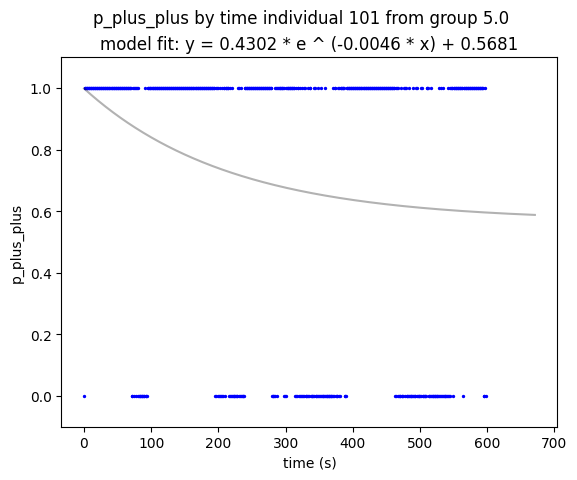 p_plus_plus by time individual 101 from group 5.0
model fit: y = 0.4302 * e ^ (-0.0046 * x) + 0.5681
1.0
0.8
0.6
0.4
0.2
0.0
p_plus_plus
0 100 200 300 400 500 600 700
time (s)